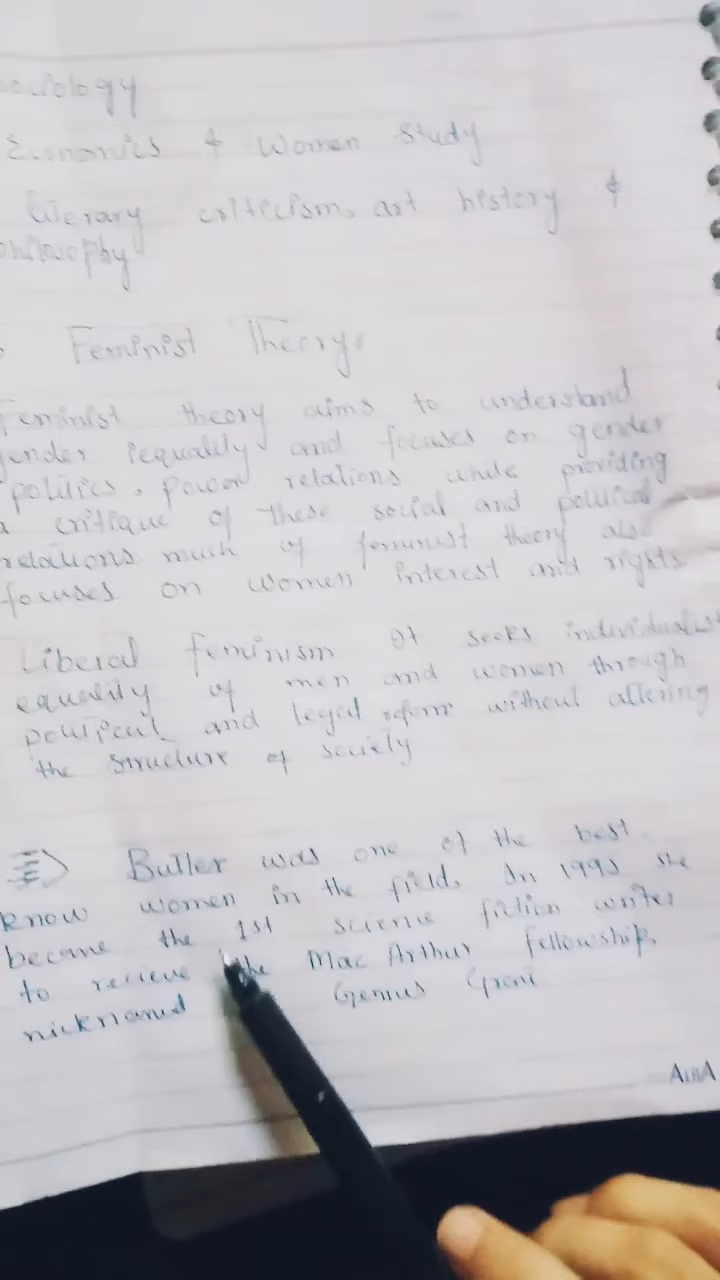 ociology
Economics & Women Study
literary criticism, art history &
philosophy
Feminist Theory:
Feminist theory aims to understand
gender iequality and focuses on gender
politics, power relations while providing
a critique of these social and political
relations much of feminist theory also
focuses on women interest and rights
Liberal feminism It seeks individualis
equality of men and women through
political and legal reform without altering
the structure of society
Butler was one of the best
know women in the field. In 1995 she
become the 1st science fiction writer
to recieve the Mac Arthur fellowship.
nicknamed Genius Grant